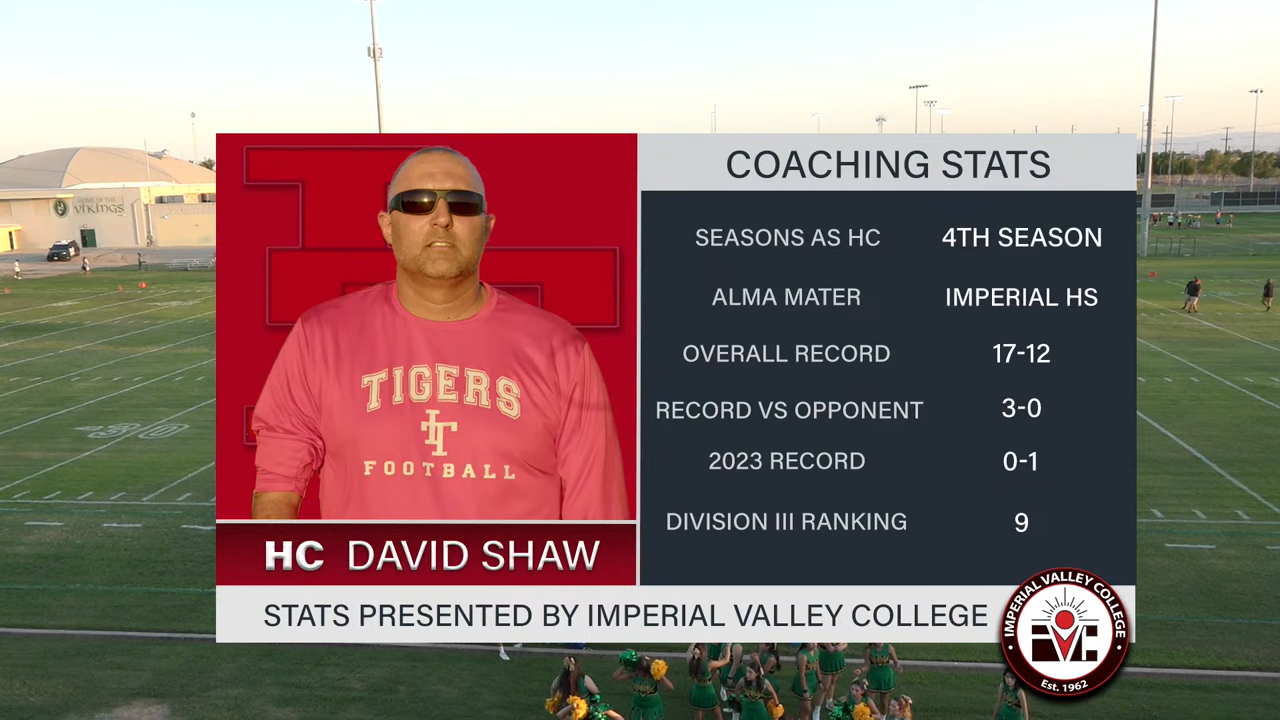 HOME OF THE
VIKINGS
30
TIGERS
IT
FOOTBALL
HC DAVID SHAW
COACHING STATS
SEASONS AS HC 4TH SEASON
ALMA MATER IMPERIAL HS
OVERALL RECORD 17-12
RECORD VS OPPONENT 3-0
2023 RECORD 0-1
DIVISION III RANKING 9
STATS PRESENTED BY IMPERIAL VALLEY COLLEGE
IMPERIAL VALLEY COLLEGE
IVC
Est. 1962